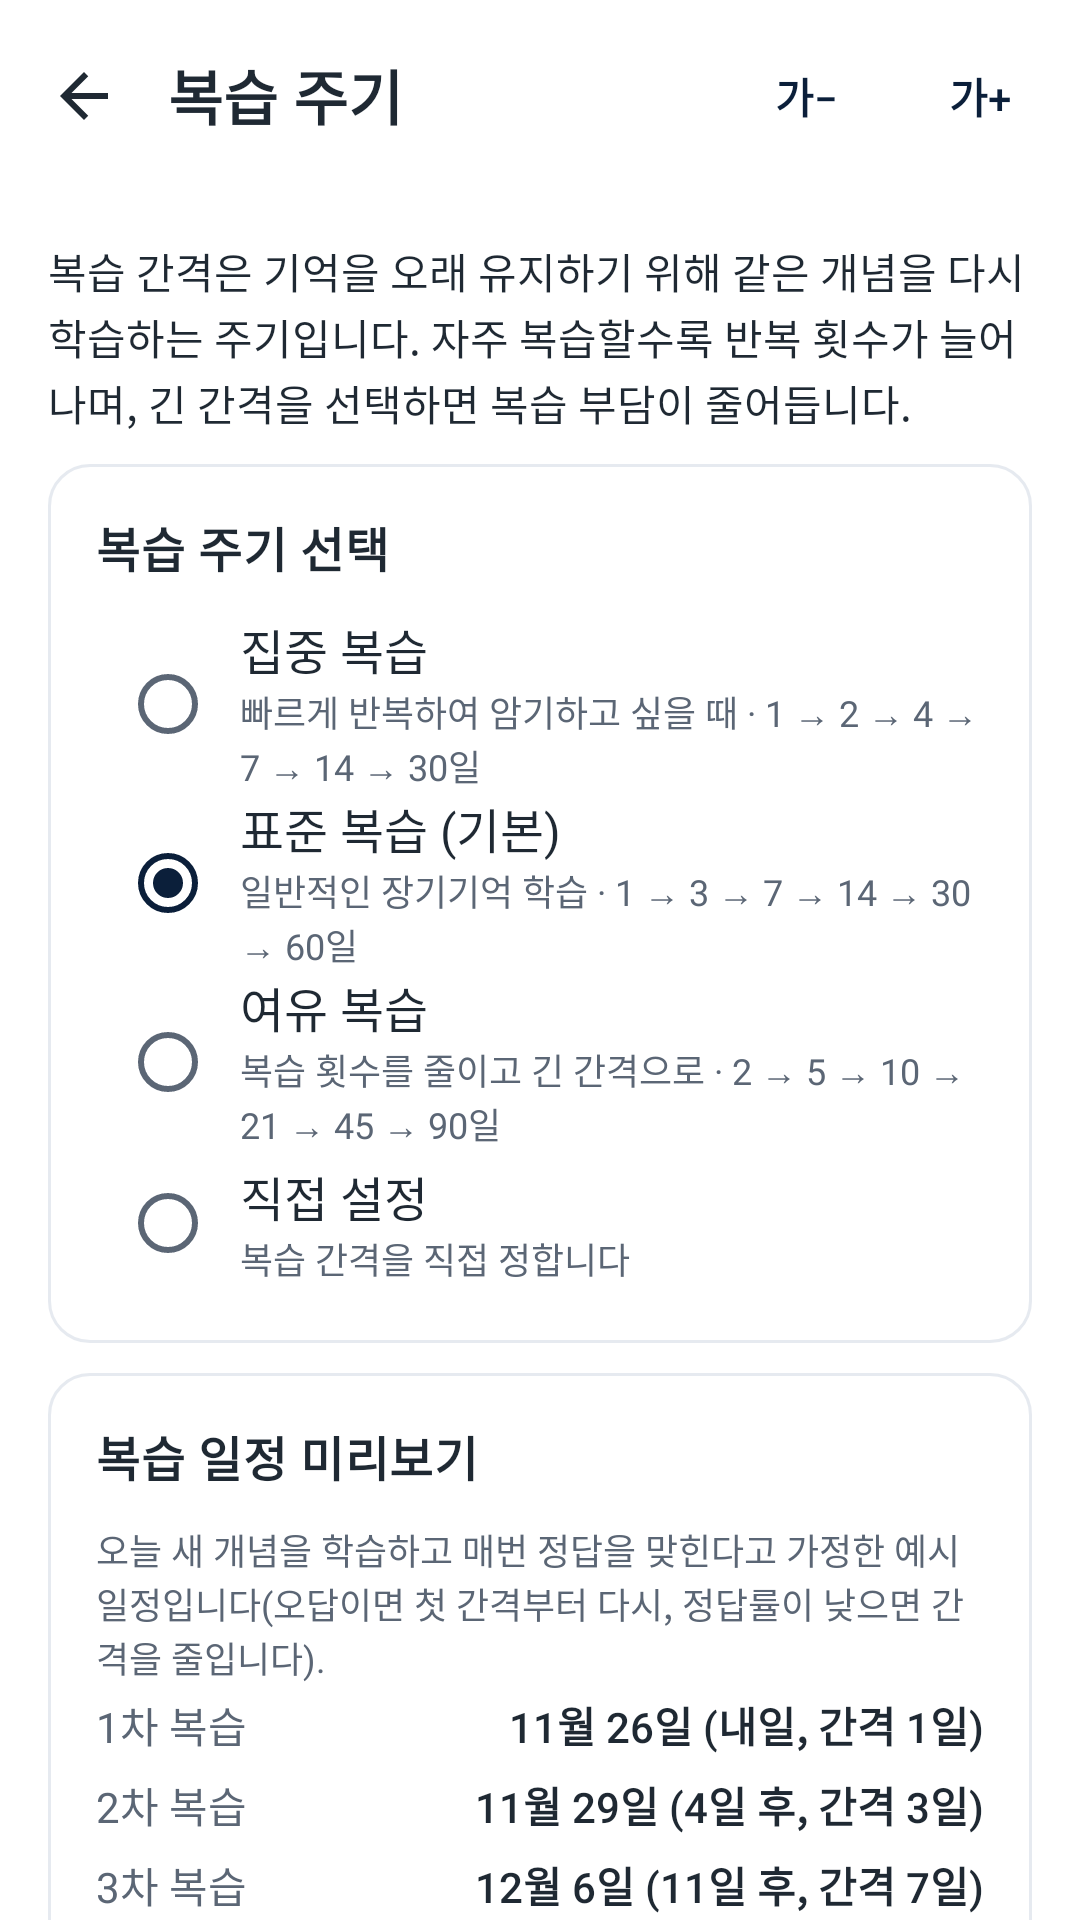 복습 주기
가−
가+
복습 간격은 기억을 오래 유지하기 위해 같은 개념을 다시
학습하는 주기입니다. 자주 복습할수록 반복 횟수가 늘어
나며, 긴 간격을 선택하면 복습 부담이 줄어듭니다.
복습 주기 선택
집중 복습
빠르게 반복하여 암기하고 싶을 때 · 1 → 2 → 4 →
7 → 14 → 30일
표준 복습 (기본)
일반적인 장기기억 학습 · 1 → 3 → 7 → 14 → 30
→ 60일
여유 복습
복습 횟수를 줄이고 긴 간격으로 · 2 → 5 → 10 →
21 → 45 → 90일
직접 설정
복습 간격을 직접 정합니다
복습 일정 미리보기
오늘 새 개념을 학습하고 매번 정답을 맞힌다고 가정한 예시
일정입니다(오답이면 첫 간격부터 다시, 정답률이 낮으면 간
격을 줄입니다).
1차 복습 11월 26일 (내일, 간격 1일)
2차 복습 11월 29일 (4일 후, 간격 3일)
3차 복습 12월 6일 (11일 후, 간격 7일)